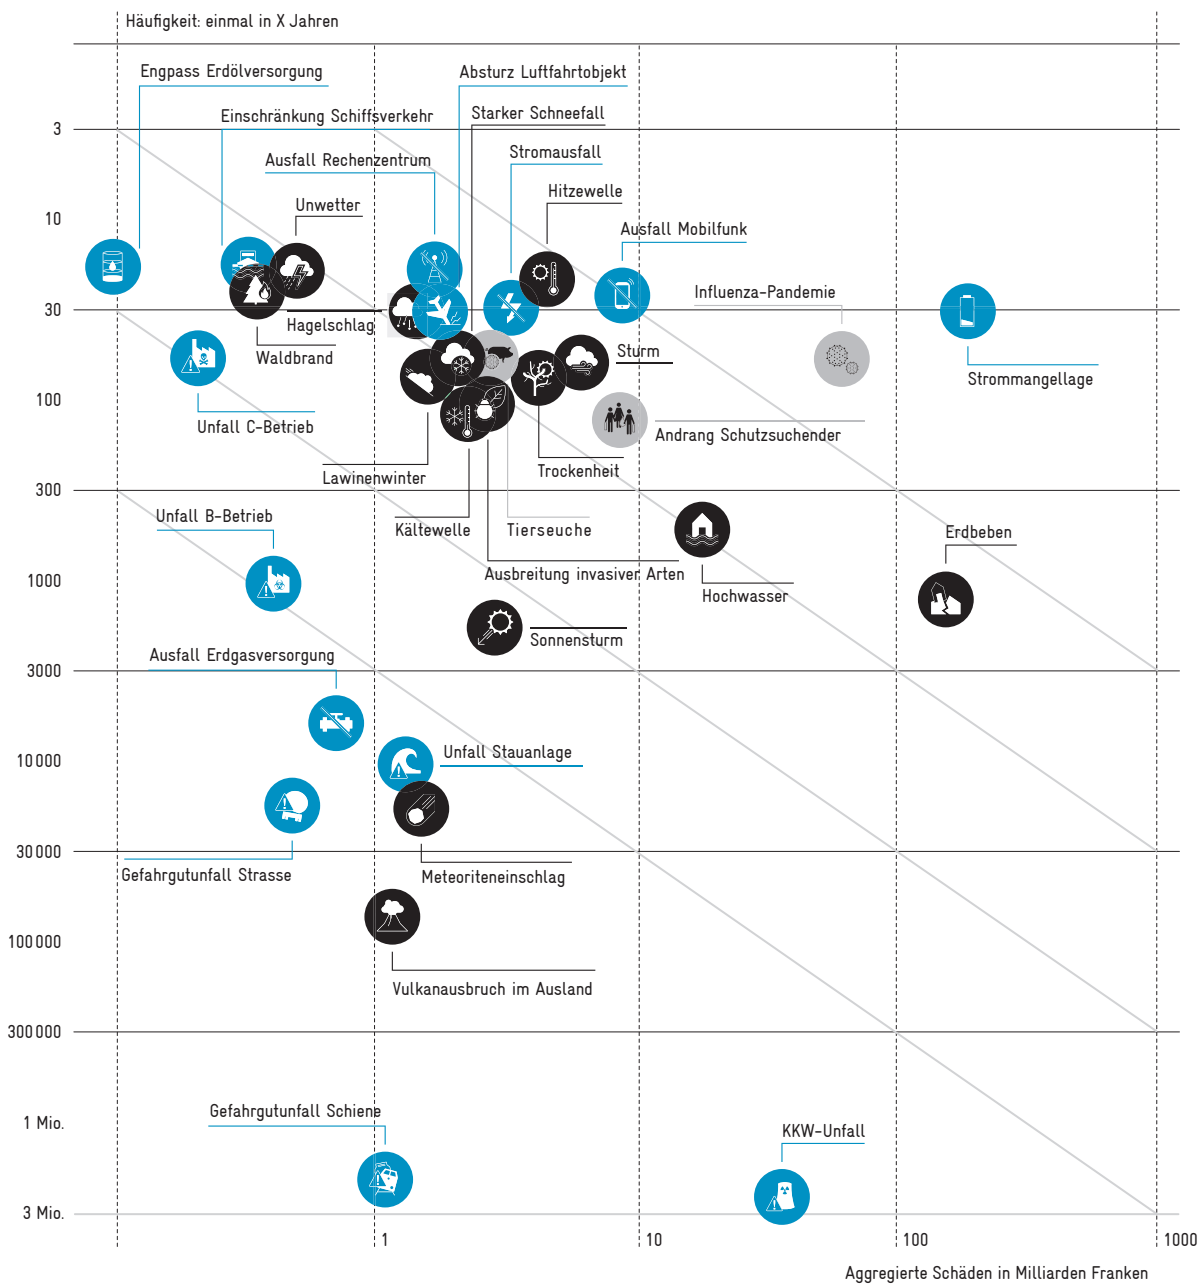 Häufigkeit: einmal in X Jahren
Engpass Erdölversorgung
Absturz Luftfahrtobjekt
Einschränkung Schiffsverkehr
Starker Schneefall
3
Ausfall Rechenzentrum
Stromausfall
Hitzewelle
Unwetter
10
Ausfall Mobilfunk
Influenza-Pandemie
30
Hagelschlag
Waldbrand
Sturm
Strommangellage
100
Unfall C-Betrieb
Andrang Schutzsuchender
Lawinenwinter
Trockenheit
300
Unfall B-Betrieb
Kältewelle
Tierseuche
Erdbeben
Ausbreitung invasiver Arten
1000
Hochwasser
Sonnensturm
Ausfall Erdgasversorgung
3000
Unfall Stauanlage
10 000
30 000
Gefahrgutunfall Strasse
Meteoriteneinschlag
100 000
Vulkanausbruch im Ausland
300 000
Gefahrgutunfall Schiene
1 Mio.
KKW-Unfall
3 Mio.
1
10
100
1000
Aggregierte Schäden in Milliarden Franken